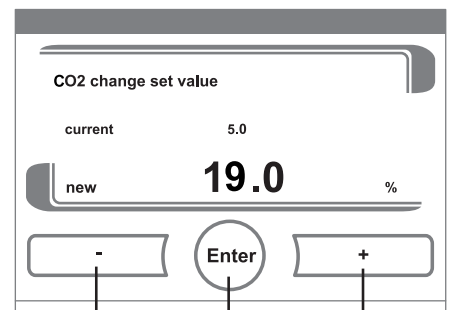 CO2 change set value
current 5.0
new 19.0 %
- Enter +